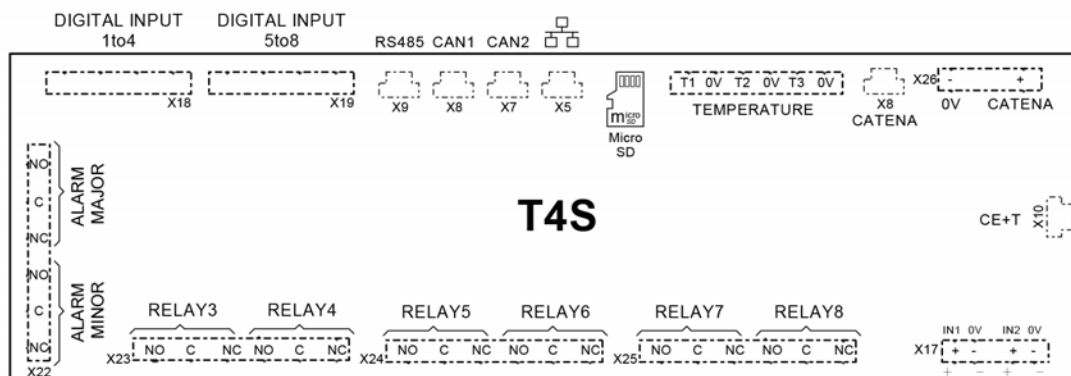 DIGITAL INPUT
1to4
DIGITAL INPUT
5to8
RS485
CAN1
CAN2
X18
X19
X9
X8
X7
X5
micro
SD
Micro
SD
T1 0V T2 0V T3 0V
TEMPERATURE
X8
CATENA
X26
- +
0V CATENA
NO
C
NC
ALARM
MAJOR
NO
C
NC
ALARM
MINOR
X22
T4S
CE+T
X10
RELAY3
RELAY4
X23
NO C NC NO C NC
RELAY5
RELAY6
X24
NO C NC NO C NC
RELAY7
RELAY8
X25
NO C NC NO C NC
IN1 0V IN2 0V
X17
+ - + -
+ - + -